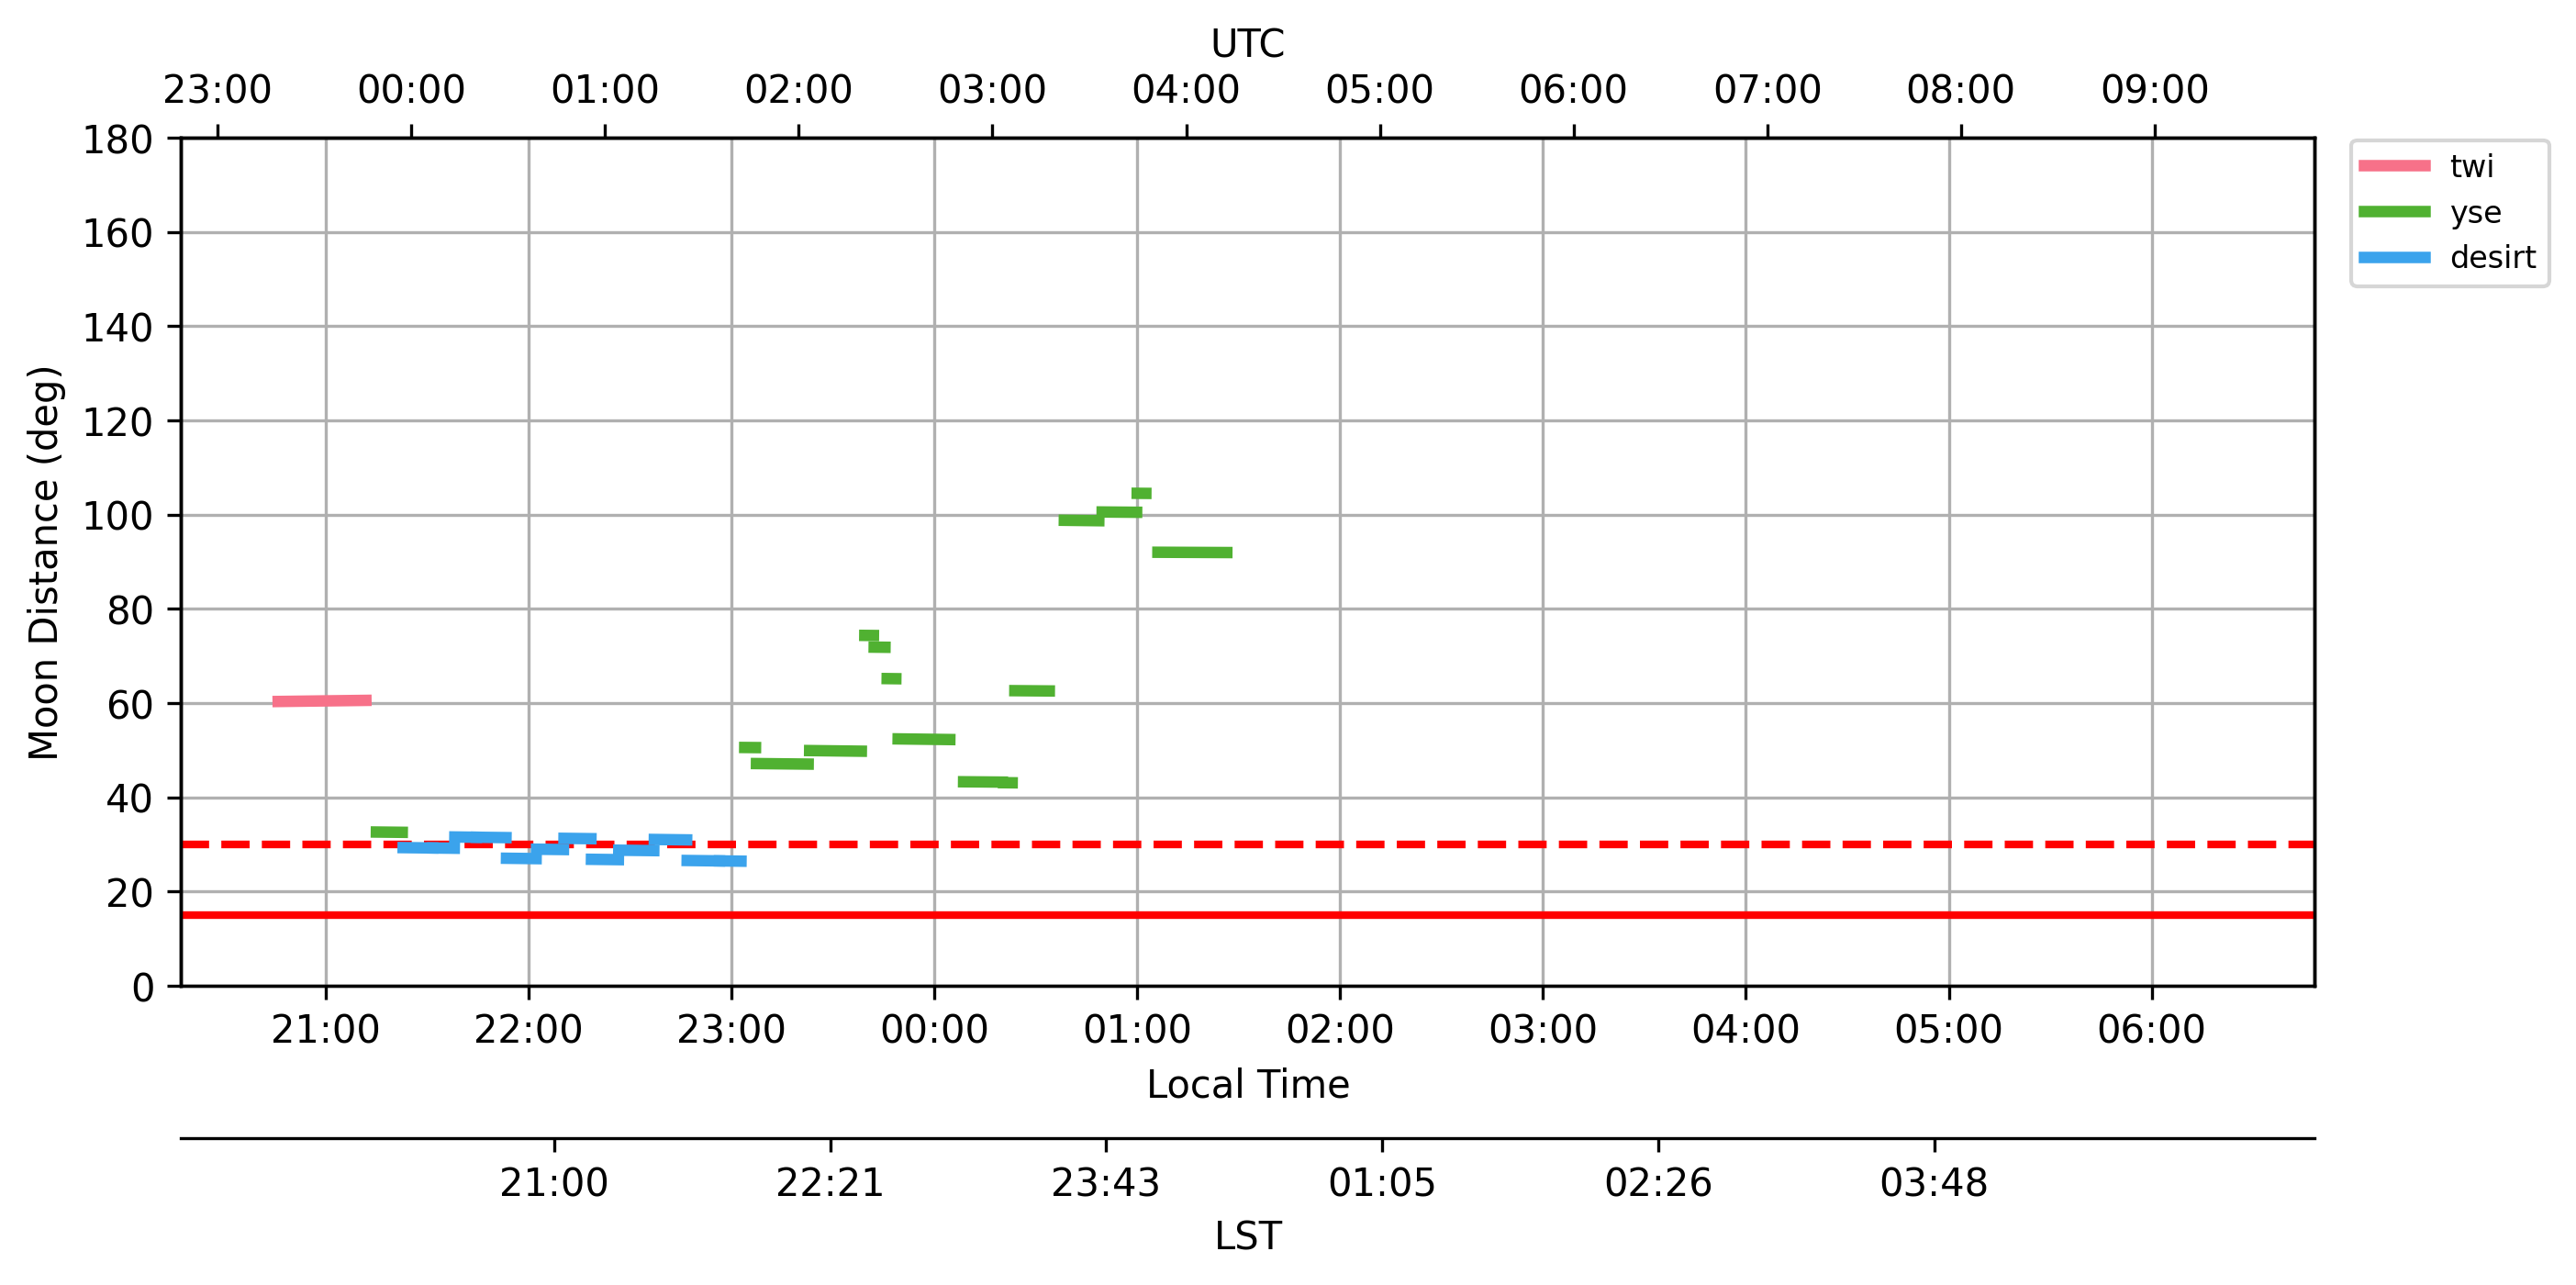 UTC
23:00 00:00 01:00 02:00 03:00 04:00 05:00 06:00 07:00 08:00 09:00
180
160
140
120
100
80
60
40
20
0
Moon Distance (deg)
twi
yse
desirt
21:00 22:00 23:00 00:00 01:00 02:00 03:00 04:00 05:00 06:00
Local Time
21:00 22:21 23:43 01:05 02:26 03:48
LST